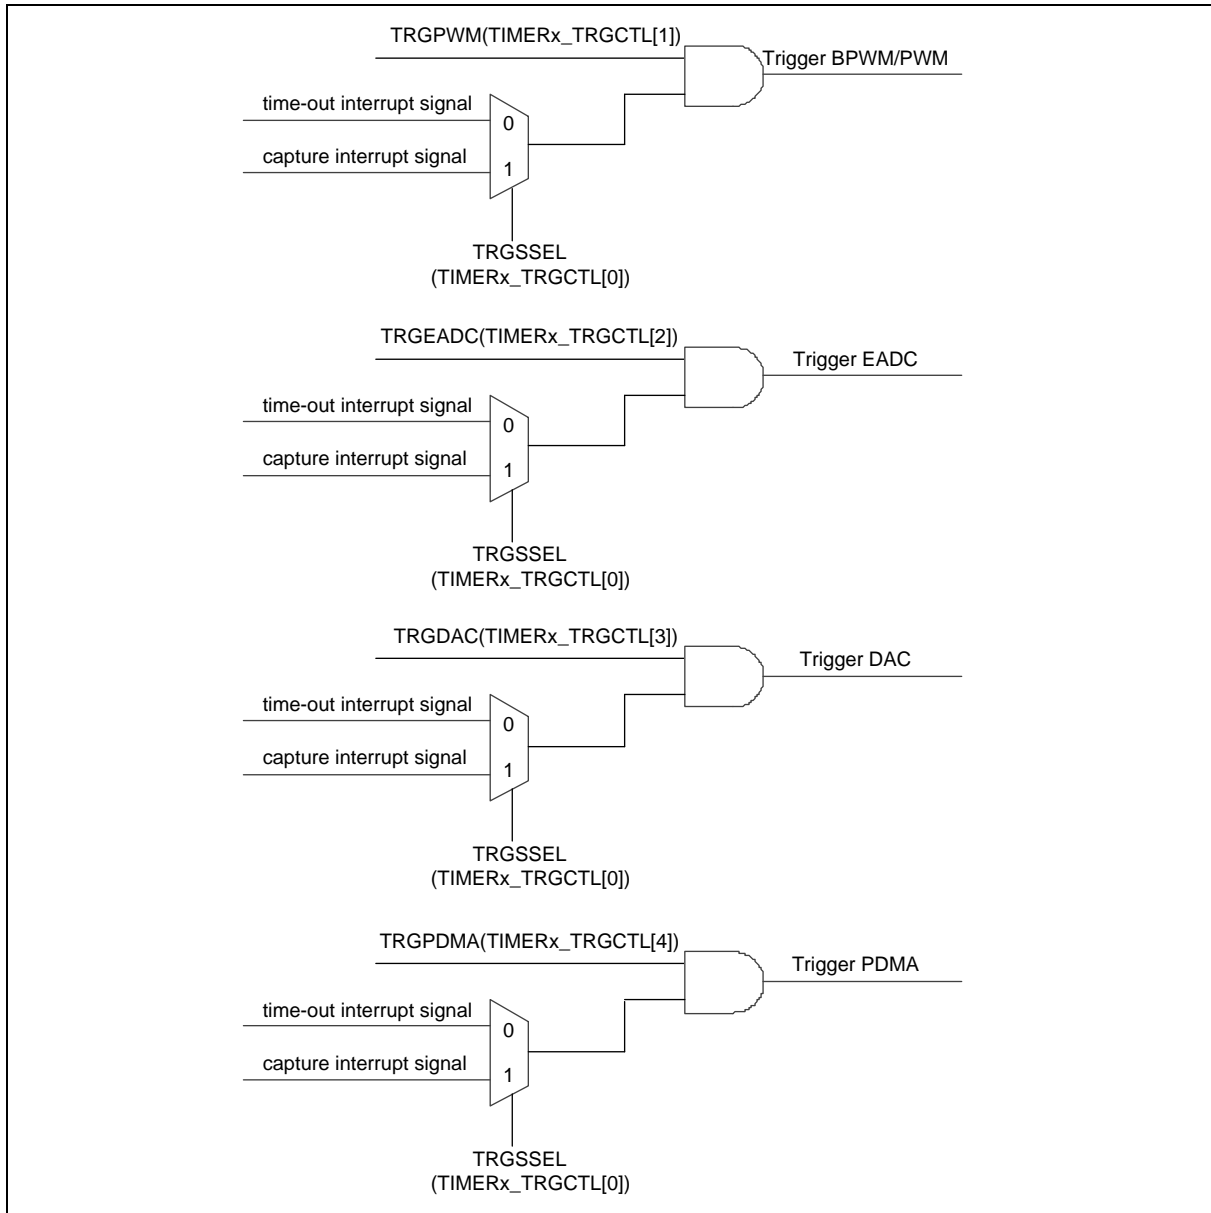 TRGPWM(TIMERx_TRGCTL[1])
Trigger BPWM/PWM
time-out interrupt signal
0
capture interrupt signal
1
TRGSSEL
(TIMERx_TRGCTL[0])
TRGEADC(TIMERx_TRGCTL[2])
Trigger EADC
time-out interrupt signal
0
capture interrupt signal
1
TRGSSEL
(TIMERx_TRGCTL[0])
TRGDAC(TIMERx_TRGCTL[3])
Trigger DAC
time-out interrupt signal
0
capture interrupt signal
1
TRGSSEL
(TIMERx_TRGCTL[0])
TRGPDMA(TIMERx_TRGCTL[4])
Trigger PDMA
time-out interrupt signal
0
capture interrupt signal
1
TRGSSEL
(TIMERx_TRGCTL[0])